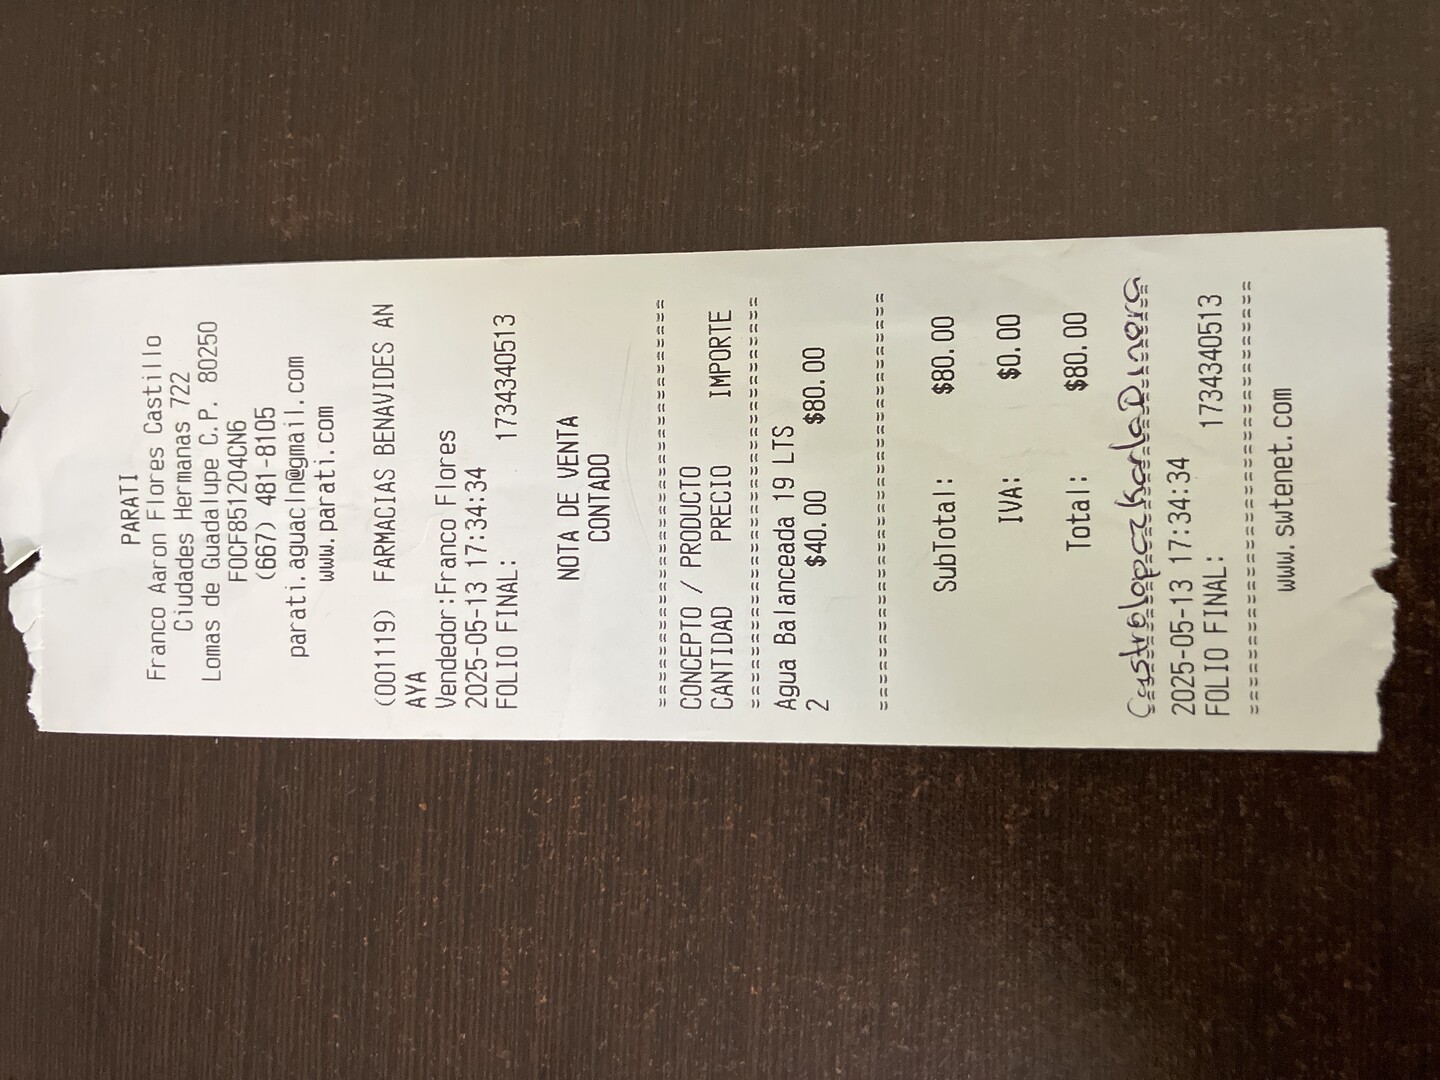 PARATI
Franco Aaron Flores Castillo
Ciudades Hermanas 722
Lomas de Guadalupe C.P. 80250
FOCF851204CN6
(667) 481-8105
parati.aguacln@gmail.com
www.parati.com
(001119) FARMACIAS BENAVIDES AN
AYA
Vendedor:Franco Flores
2025-05-13 17:34:34
FOLIO FINAL: 1734340513
NOTA DE VENTA
CONTADO
==============================
CONCEPTO / PRODUCTO
CANTIDAD PRECIO IMPORTE
==============================
Agua Balanceada 19 LTS
2 $40.00 $80.00
==============================
SubTotal: $80.00
IVA: $0.00
Total: $80.00
Castro lopez Karla Dinora
==============================
2025-05-13 17:34:34
FOLIO FINAL: 1734340513
==============================
www.swtenet.com